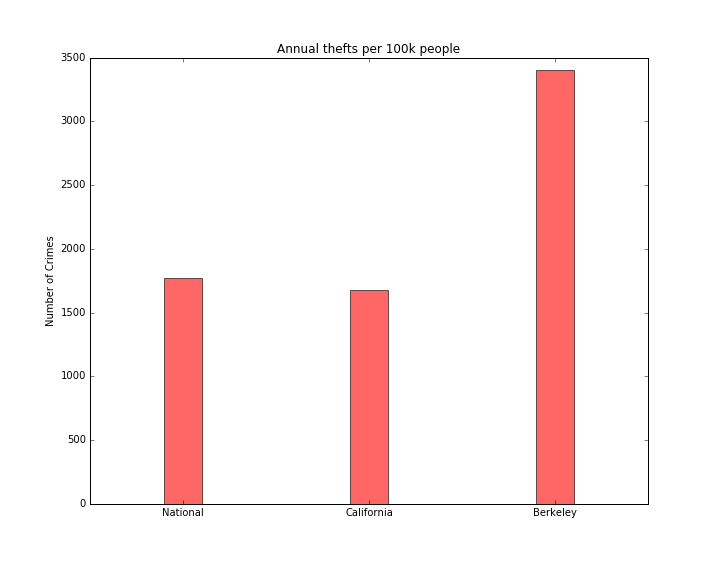 Annual thefts per 100k people
3500
3000
2500
2000
1500
1000
500
0
Number of Crimes
National
California
Berkeley